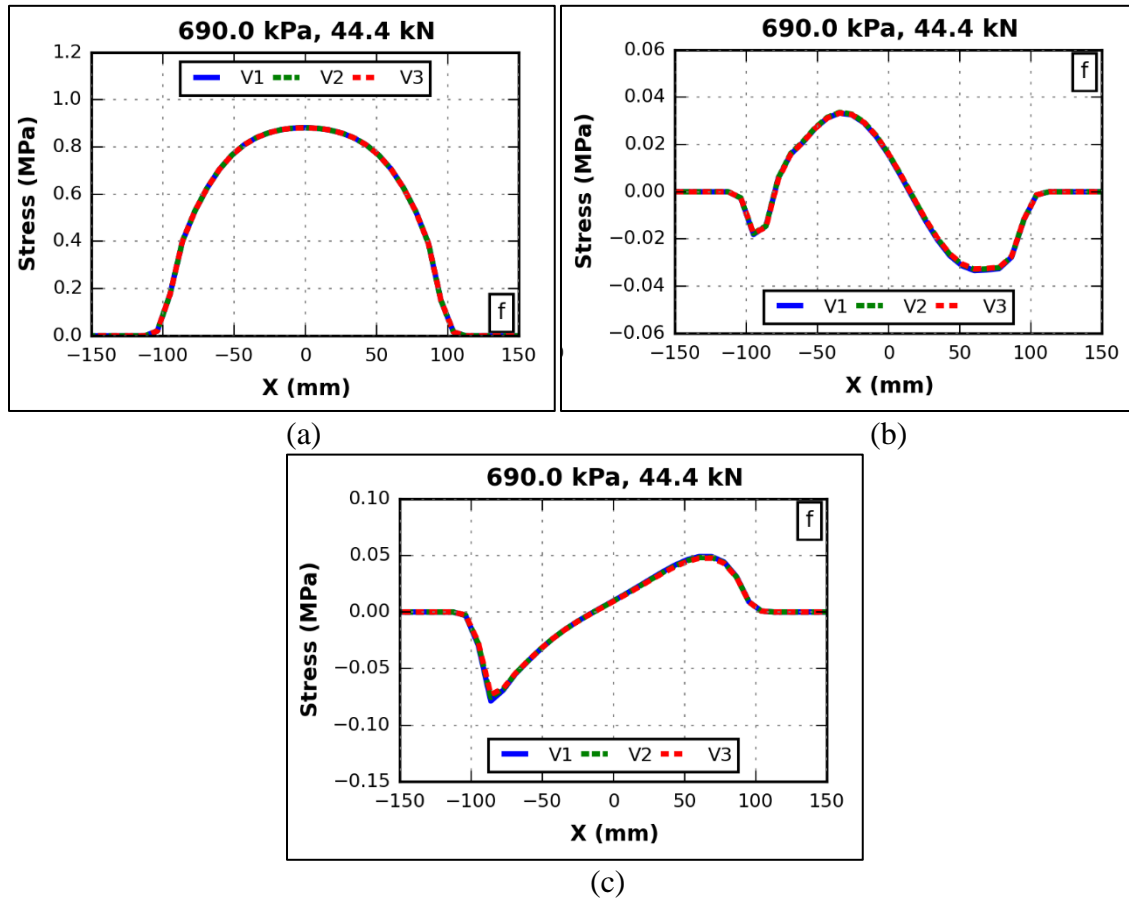 690.0 kPa, 44.4 kN
Stress (MPa)
1.2
1.0
0.8
0.6
0.4
0.2
0.0
V1 V2 V3
f
−150 −100 −50 0 50 100 150
X (mm)
(a)
690.0 kPa, 44.4 kN
Stress (MPa)
0.06
0.04
0.02
0.00
−0.02
−0.04
−0.06
f
V1 V2 V3
−150 −100 −50 0 50 100 150
X (mm)
(b)
690.0 kPa, 44.4 kN
Stress (MPa)
0.10
0.05
0.00
−0.05
−0.10
−0.15
f
V1 V2 V3
−150 −100 −50 0 50 100 150
X (mm)
(c)